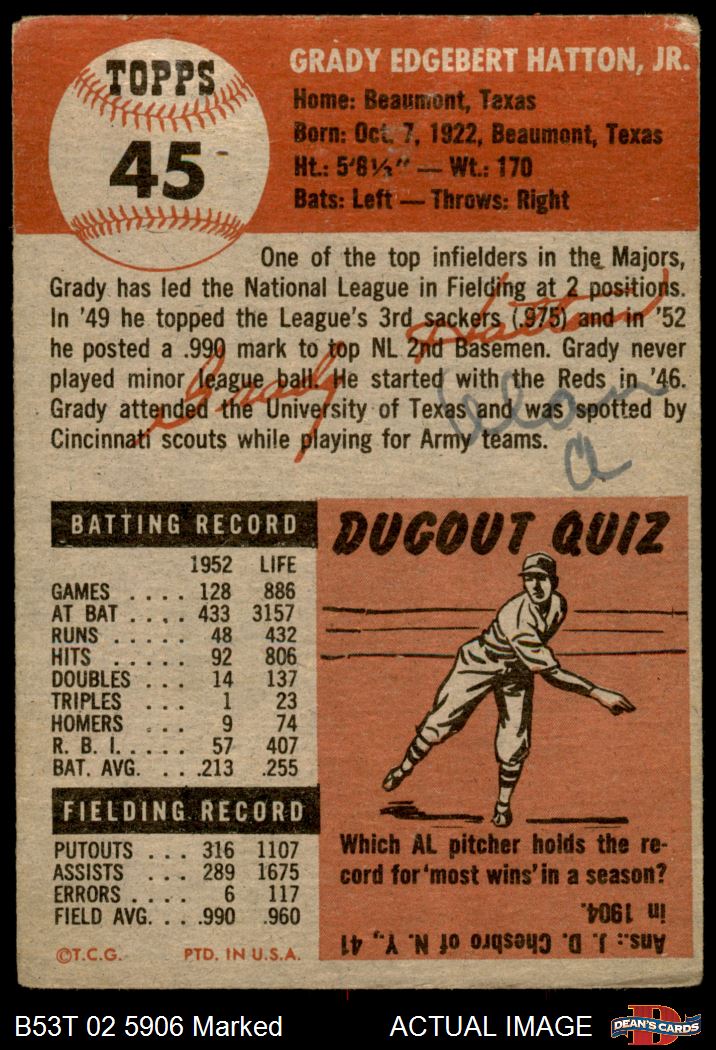 TOPPS
45
GRADY EDGEBERT HATTON, JR.
Home: Beaumont, Texas
Born: Oct. 7, 1922, Beaumont, Texas
Ht.: 5'8½" — Wt.: 170
Bats: Left — Throws: Right
One of the top infielders in the Majors,
Grady has led the National League in Fielding at 2 positions.
In '49 he topped the League's 3rd sackers (.975) and in '52
he posted a .990 mark to top NL 2nd Basemen. Grady never
played minor league ball. He started with the Reds in '46.
Grady attended the University of Texas and was spotted by
Cincinnati scouts while playing for Army teams.
Grady Hatton
BATTING RECORD
1952 LIFE
GAMES . . . . 128 886
AT BAT . . . . 433 3157
RUNS . . . . . 48 432
HITS . . . . . 92 806
DOUBLES . . . 14 137
TRIPLES . . . 1 23
HOMERS . . . 9 74
R. B. I. . . . . 57 407
BAT. AVG. . . .213 .255
FIELDING RECORD
PUTOUTS . . . 316 1107
ASSISTS . . . 289 1675
ERRORS . . . . 6 117
FIELD AVG. . . .990 .960
©T.C.G. PTD. IN U.S.A.
DUGOUT QUIZ
Which AL pitcher holds the re-
cord for 'most wins' in a season?
Ans.: J. D. Chesbro of N. Y., 41
in 1904.
B53T 02 5906 Marked
ACTUAL IMAGE
DEAN'S CARDS